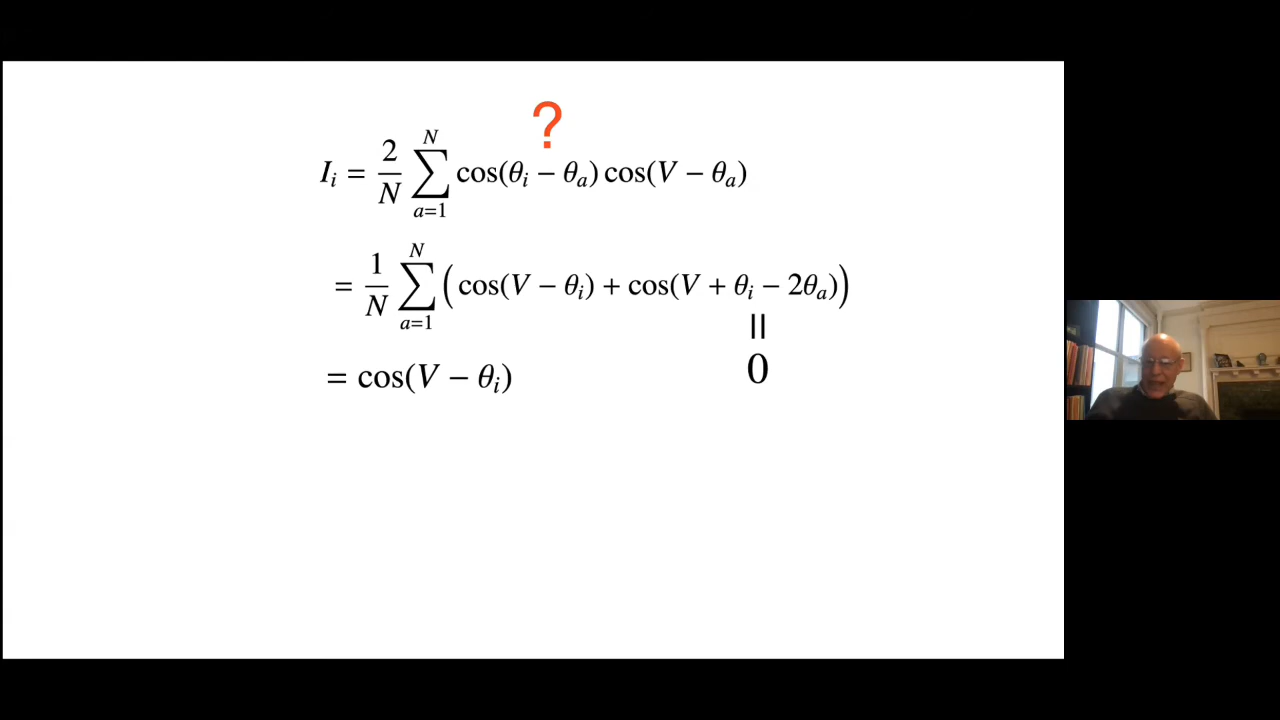 ?
I_i = \frac{2}{N} \sum_{a=1}^{N} \cos(\theta_i - \theta_a) \cos(V - \theta_a)
= \frac{1}{N} \sum_{a=1}^{N} \left( \cos(V - \theta_i) + \cos(V + \theta_i - 2\theta_a) \right)
=
0
= \cos(V - \theta_i)